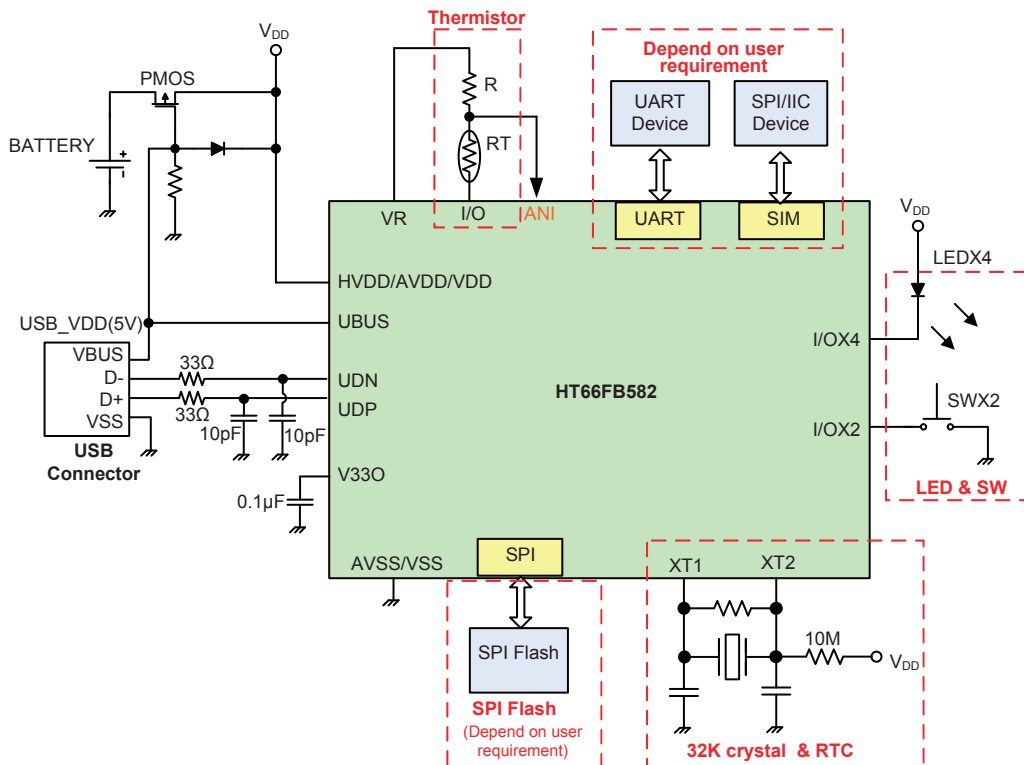 Thermistor
V_DD
PMOS
BATTERY
+
-
R
RT
Depend on user
requirement
UART
Device
SPI/IIC
Device
VR
I/O
ANI
UART
SIM
V_DD
LEDX4
HVDD/AVDD/VDD
USB_VDD(5V)
UBUS
VBUS
D-
D+
VSS
USB
Connector
33Ω
33Ω
10pF
10pF
UDN
UDP
HT66FB582
I/OX4
SWX2
I/OX2
LED & SW
V33O
0.1μF
AVSS/VSS
SPI
XT1
XT2
SPI Flash
10M
V_DD
SPI Flash
(Depend on user
requirement)
32K crystal & RTC